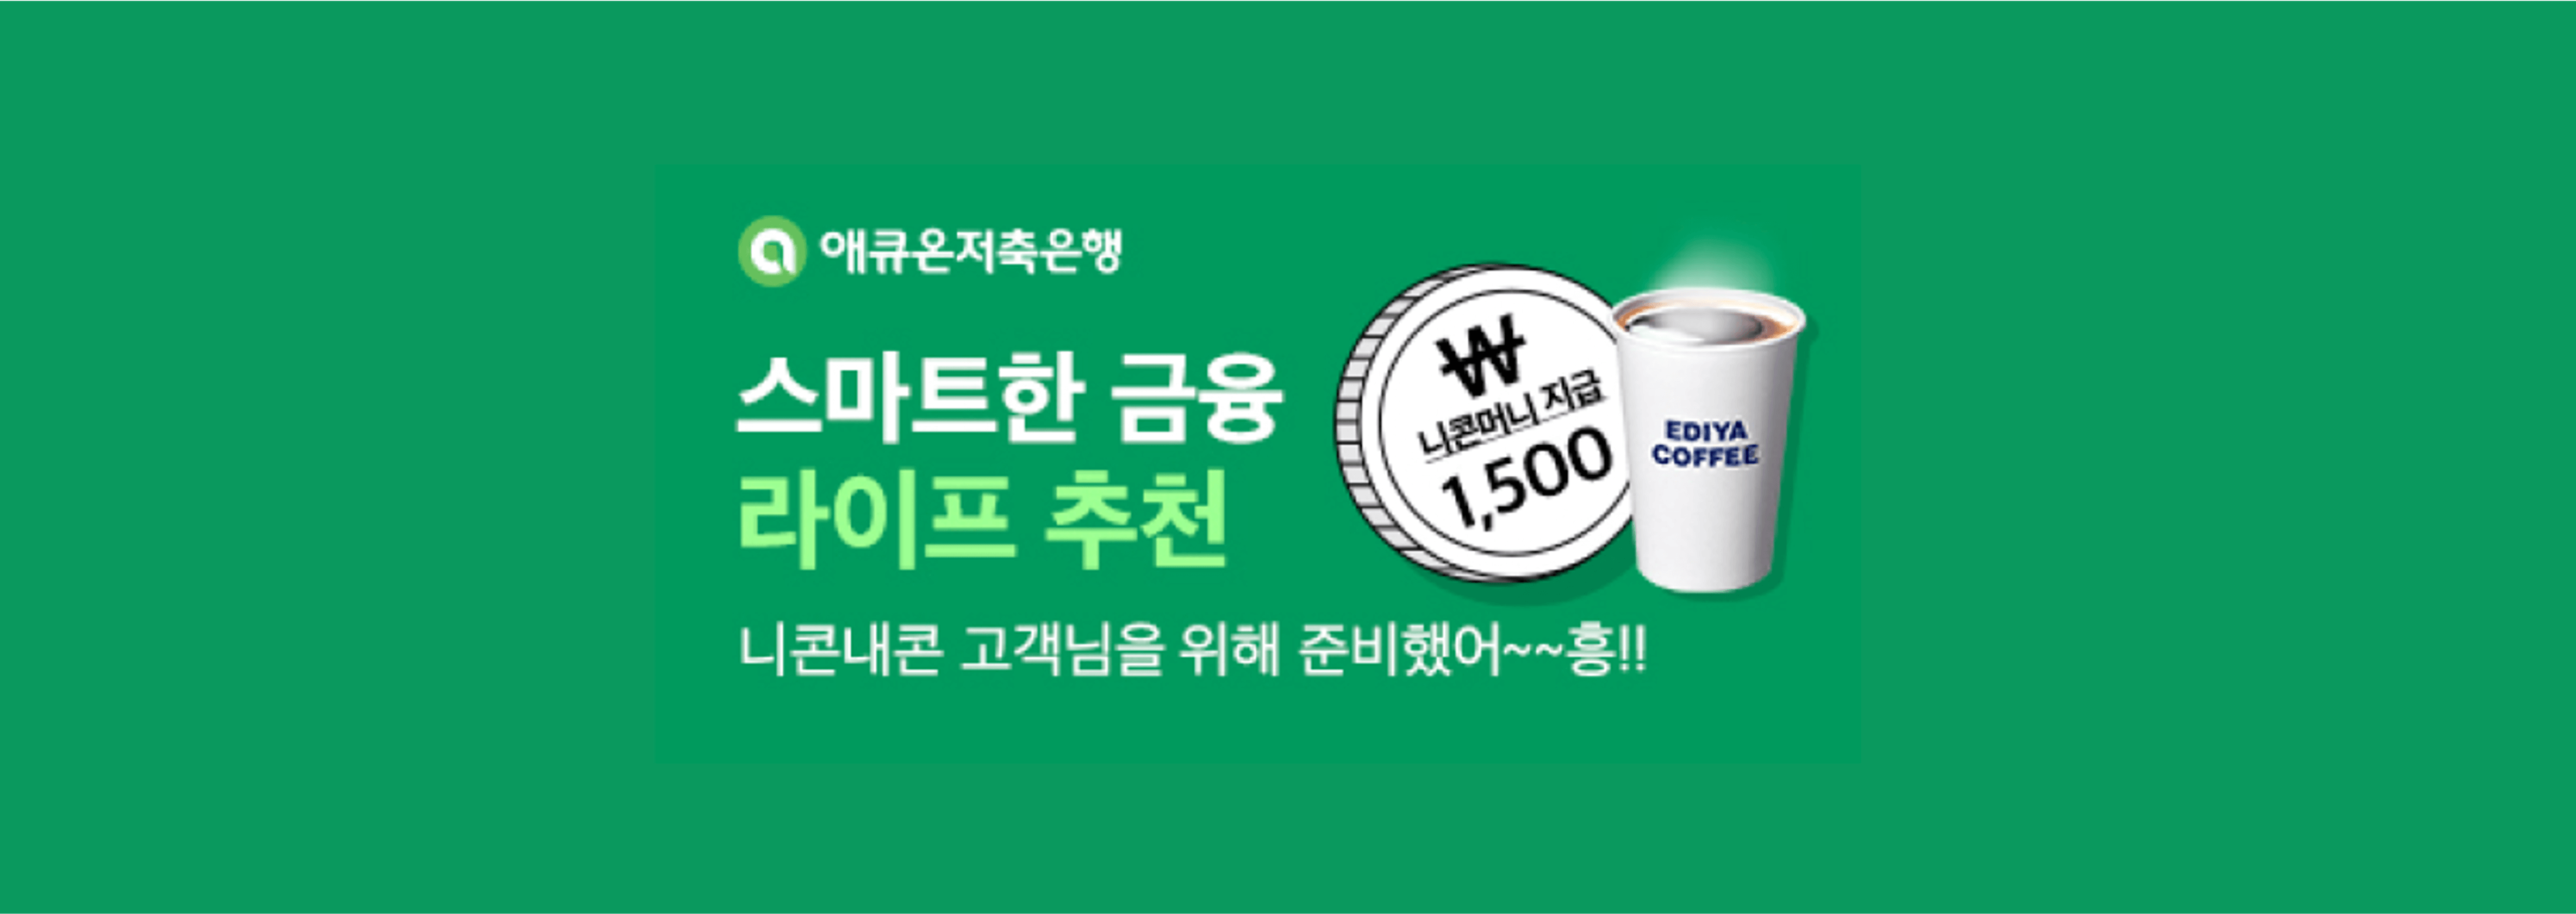 애큐온저축은행
스마트한 금융
라이프 추천
₩
니콘머니 지급
1,500
EDIYA
COFFEE
니콘내콘 고객님을 위해 준비했어~~흥!!